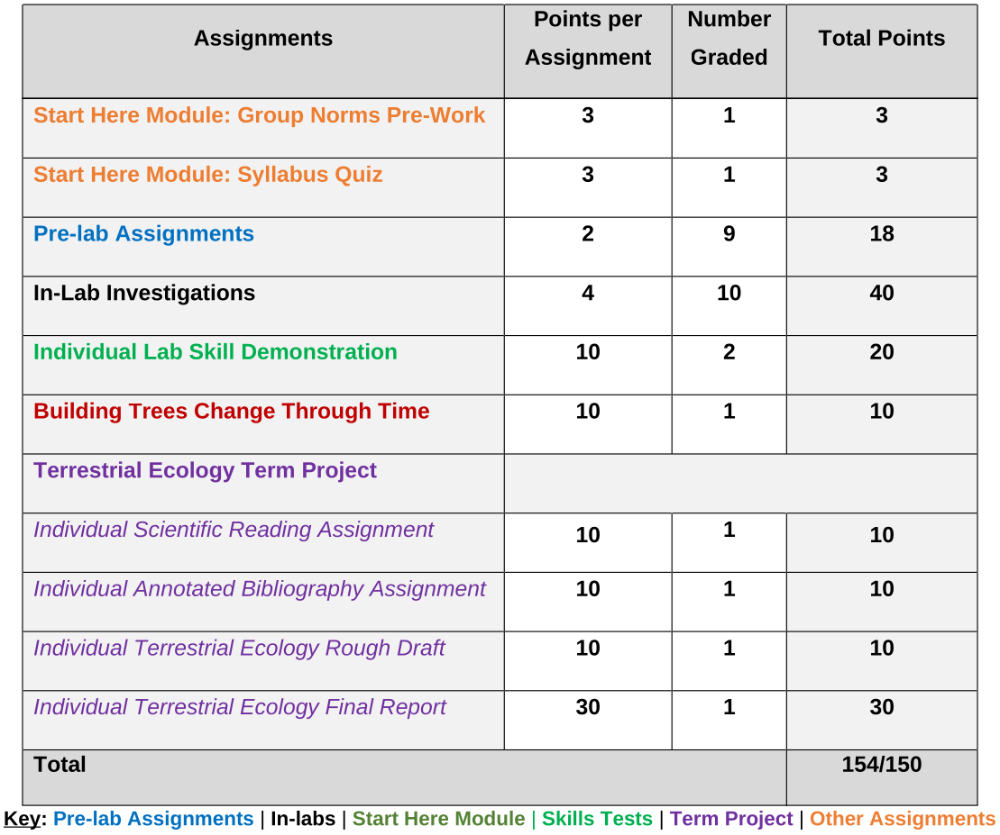 Assignments Points per Assignment Number Graded Total Points
Start Here Module: Group Norms Pre-Work 3 1 3
Start Here Module: Syllabus Quiz 3 1 3
Pre-lab Assignments 2 9 18
In-Lab Investigations 4 10 40
Individual Lab Skill Demonstration 10 2 20
Building Trees Change Through Time 10 1 10
Terrestrial Ecology Term Project
Individual Scientific Reading Assignment 10 1 10
Individual Annotated Bibliography Assignment 10 1 10
Individual Terrestrial Ecology Rough Draft 10 1 10
Individual Terrestrial Ecology Final Report 30 1 30
Total 154/150
Key: Pre-lab Assignments | In-labs | Start Here Module | Skills Tests | Term Project | Other Assignments